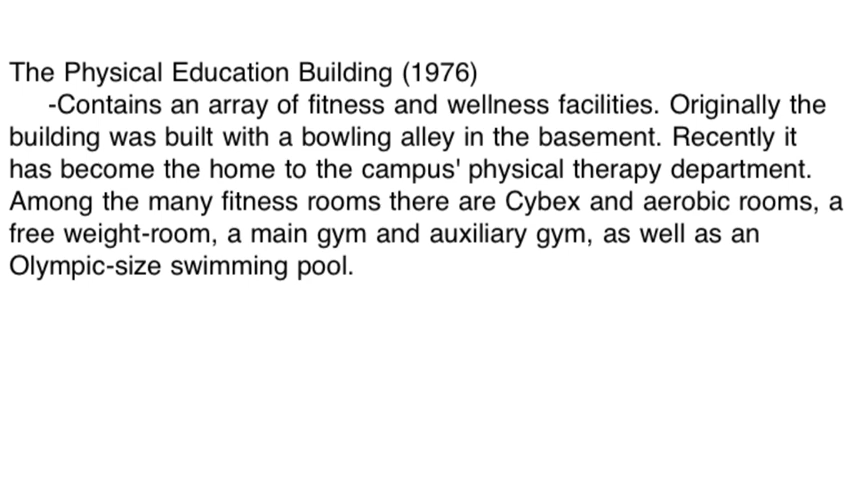 The Physical Education Building (1976)
-Contains an array of fitness and wellness facilities. Originally the
building was built with a bowling alley in the basement. Recently it
has become the home to the campus' physical therapy department.
Among the many fitness rooms there are Cybex and aerobic rooms, a
free weight-room, a main gym and auxiliary gym, as well as an
Olympic-size swimming pool.